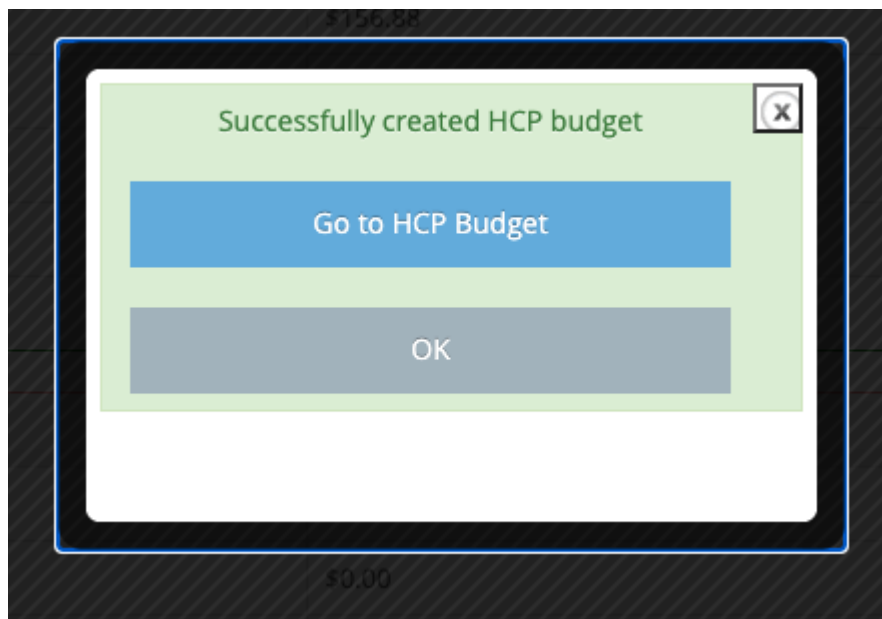 $156.88
Successfully created HCP budget
x
Go to HCP Budget
OK
$0.00